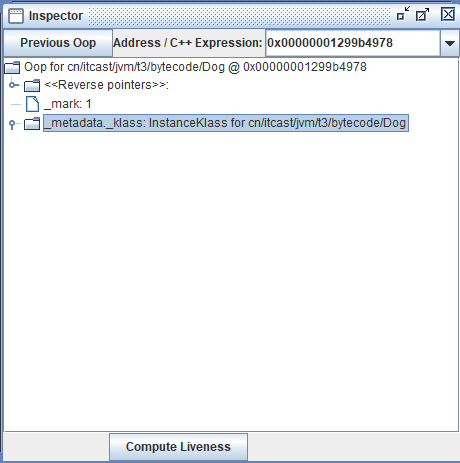 Inspector
Previous Oop Address / C++ Expression: 0x00000001299b4978
Oop for cn/itcast/jvm/t3/bytecode/Dog @ 0x00000001299b4978
<<Reverse pointers>>:
_mark: 1
_metadata._klass: InstanceKlass for cn/itcast/jvm/t3/bytecode/Dog
Compute Liveness